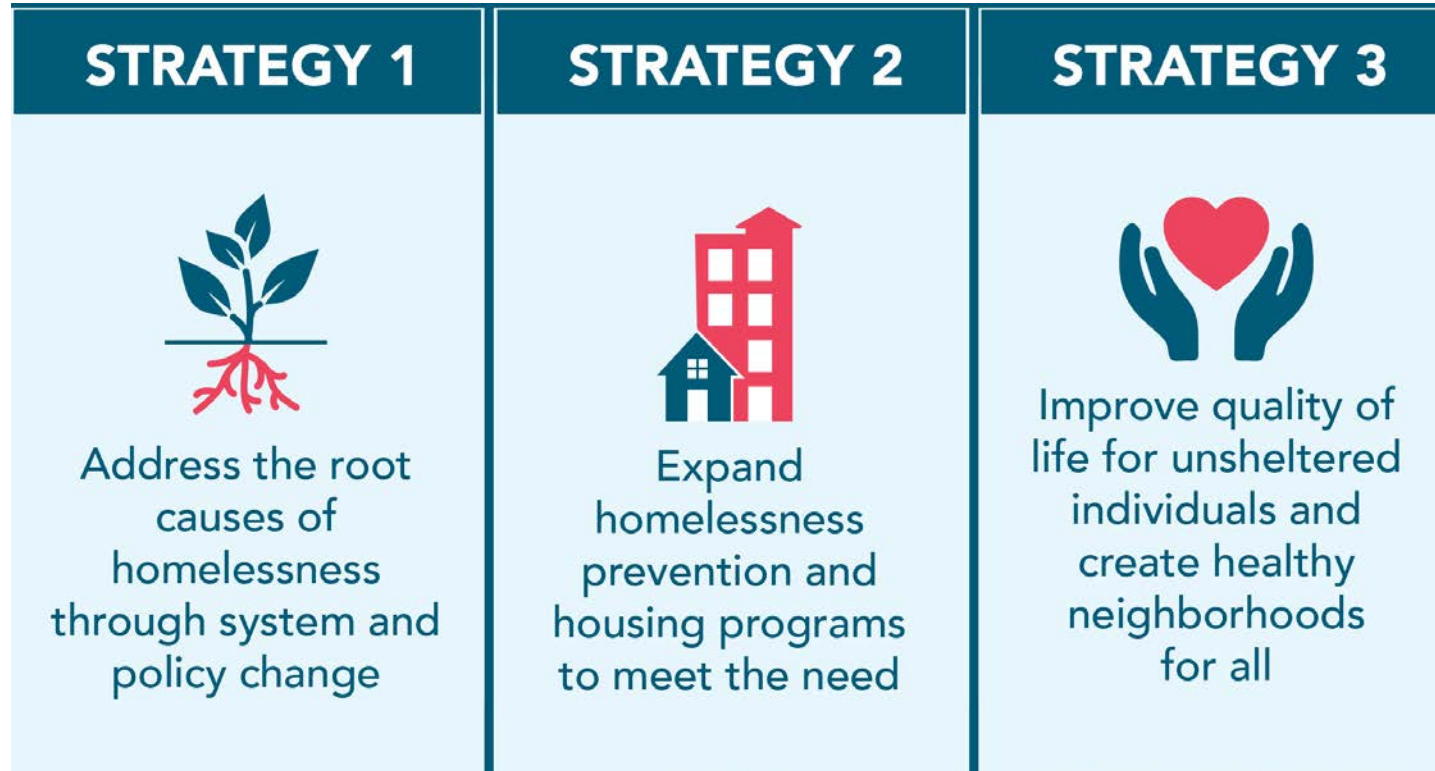 STRATEGY 1
Address the root
causes of
homelessness
through system and
policy change
STRATEGY 2
Expand
homelessness
prevention and
housing programs
to meet the need
STRATEGY 3
Improve quality of
life for unsheltered
individuals and
create healthy
neighborhoods
for all